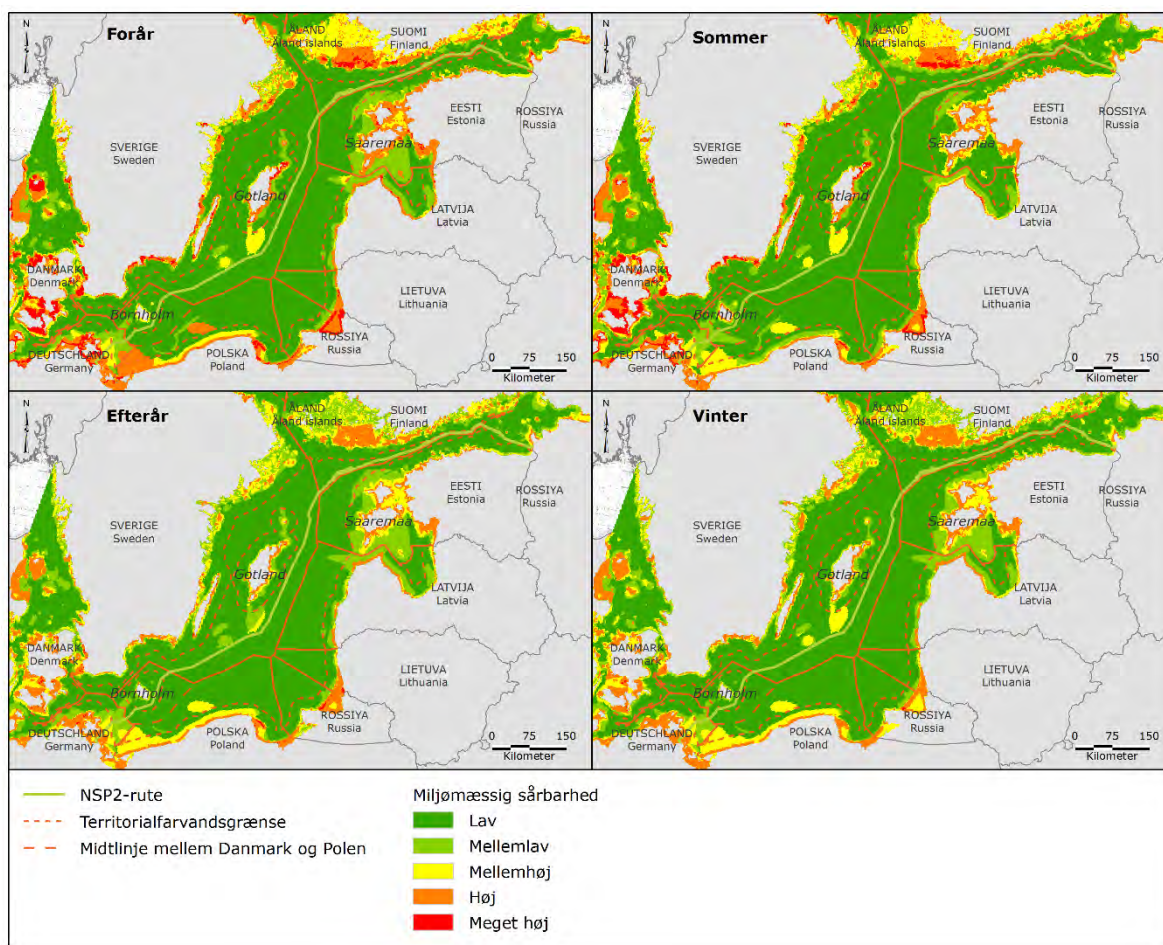 N
Forår
ÅLAND
Åland islands
SUOMI
Finland
SVERIGE
Sweden
EESTI
Estonia
ROSSIYA
Russia
Saaremaa
Gotland
LATVIJA
Latvia
DANMARK
Denmark
LIETUVA
Lithuania
Bornholm
DEUTSCHLAND
Germany
POLSKA
Poland
ROSSIYA
Russia
0 75 150
Kilometer
N
Sommer
ÅLAND
Åland islands
SUOMI
Finland
SVERIGE
Sweden
EESTI
Estonia
ROSSIYA
Russia
Saaremaa
Gotland
LATVIJA
Latvia
DANMARK
Denmark
LIETUVA
Lithuania
Bornholm
DEUTSCHLAND
Germany
POLSKA
Poland
ROSSIYA
Russia
0 75 150
Kilometer
N
Efterår
ÅLAND
Åland islands
SUOMI
Finland
SVERIGE
Sweden
EESTI
Estonia
ROSSIYA
Russia
Saaremaa
Gotland
LATVIJA
Latvia
DANMARK
Denmark
LIETUVA
Lithuania
Bornholm
DEUTSCHLAND
Germany
POLSKA
Poland
ROSSIYA
Russia
0 75 150
Kilometer
N
Vinter
ÅLAND
Åland islands
SUOMI
Finland
SVERIGE
Sweden
EESTI
Estonia
ROSSIYA
Russia
Saaremaa
Gotland
LATVIJA
Latvia
DANMARK
Denmark
LIETUVA
Lithuania
Bornholm
DEUTSCHLAND
Germany
POLSKA
Poland
ROSSIYA
Russia
0 75 150
Kilometer
NSP2-rute
Territorialfarvandsgrænse
Midtlinje mellem Danmark og Polen
Miljømæssig sårbarhed
Lav
Mellemlav
Mellemhøj
Høj
Meget høj